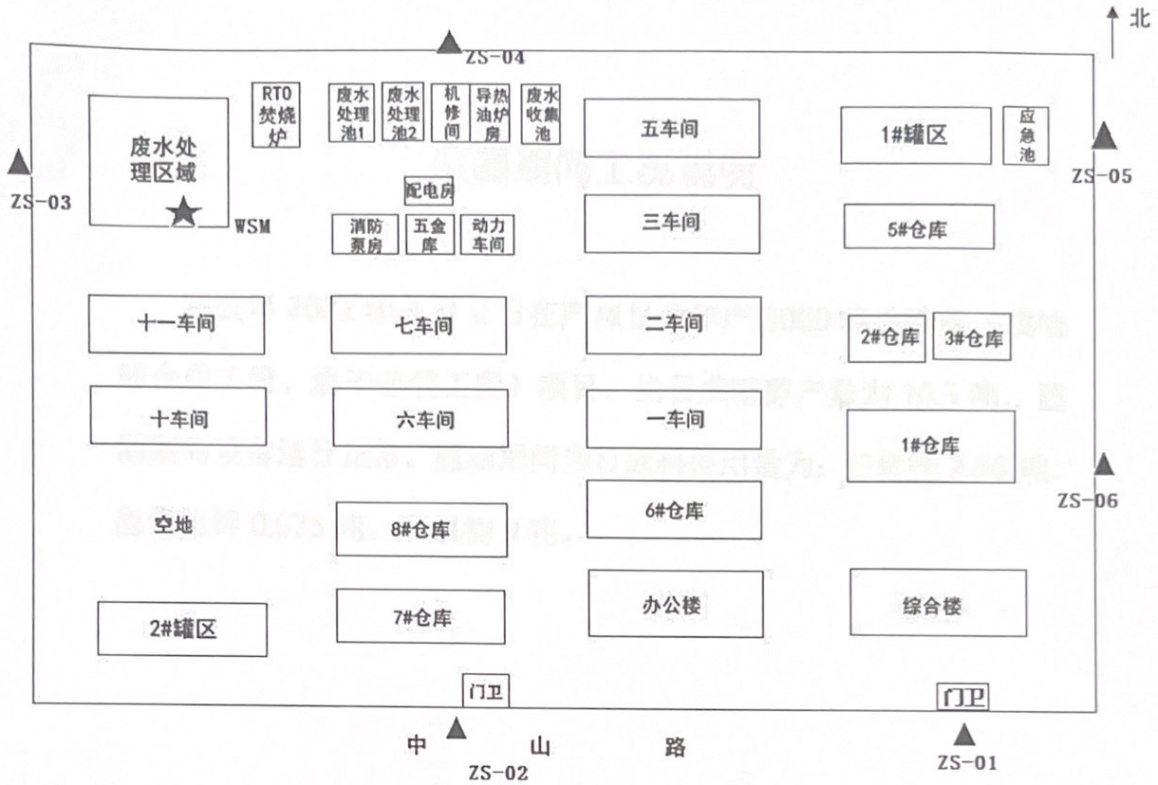 北
ZS-04
RTO
焚烧
炉
废水
处理
池1
废水
处理
池2
机
修
间
导热
油炉
房
废水
收集
池
五车间
1#罐区
应
急
池
废水处
理区域
ZS-03
ZS-05
WSM
配电房
消防
泵房
五金
库
动力
车间
三车间
5#仓库
十一车间
七车间
二车间
2#仓库
3#仓库
十车间
六车间
一车间
1#仓库
ZS-06
空地
8#仓库
6#仓库
2#罐区
7#仓库
办公楼
综合楼
门卫
门卫
中山路
ZS-02
ZS-01